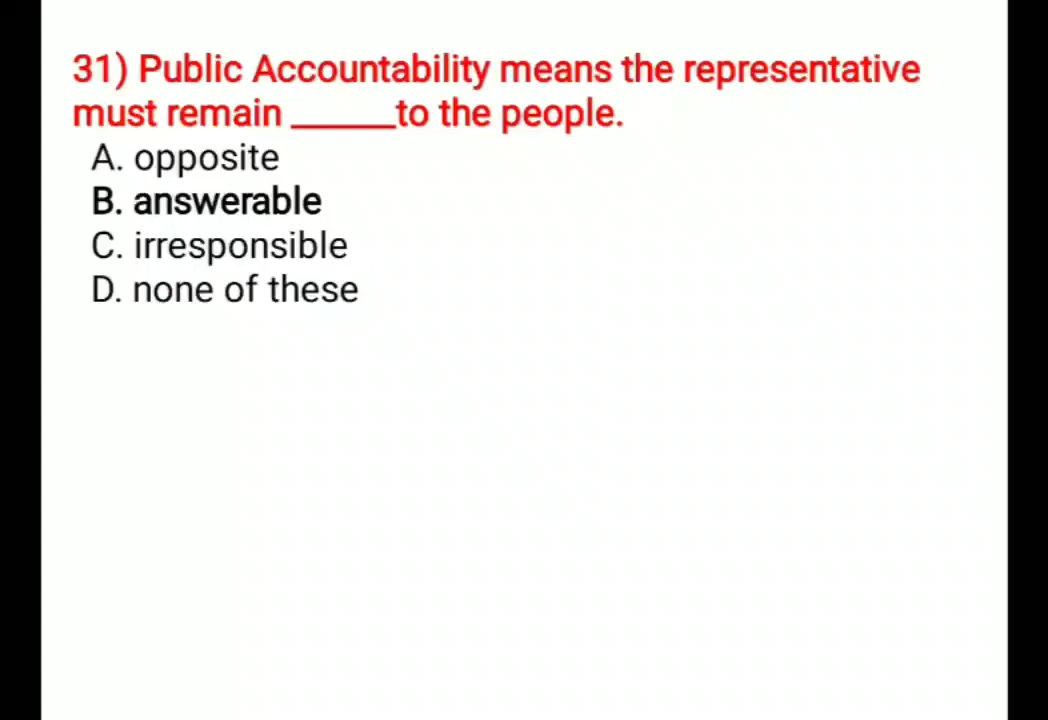 31) Public Accountability means the representative
must remain ______to the people.
A. opposite
B. answerable
C. irresponsible
D. none of these